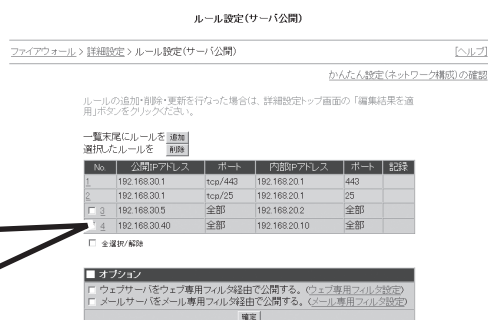 ルール設定(サーバ公開)
ファイアウォール > 詳細設定 > ルール設定(サーバ公開) [ヘルプ]
かんたん設定(ネットワーク構成)の確認
ルールの追加・削除・更新を行なった場合は、詳細設定トップ画面の「編集結果を適
用」ボタンをクリックください。
一覧末尾にルールを 追加
選択したルールを 削除
No. 公開IPアドレス ポート 内部IPアドレス ポート 記録
1 192.168.30.1 tcp/443 192.168.20.1 443
2 192.168.30.1 tcp/25 192.168.20.1 25
3 192.168.30.5 全部 192.168.20.2 全部
4 192.168.30.40 全部 192.168.20.10 全部
全選択/解除
オプション
ウェブサーバをウェブ専用フィルタ経由で公開する。(ウェブ専用フィルタ設定)
メールサーバをメール専用フィルタ経由で公開する。(メール専用フィルタ設定)
確定